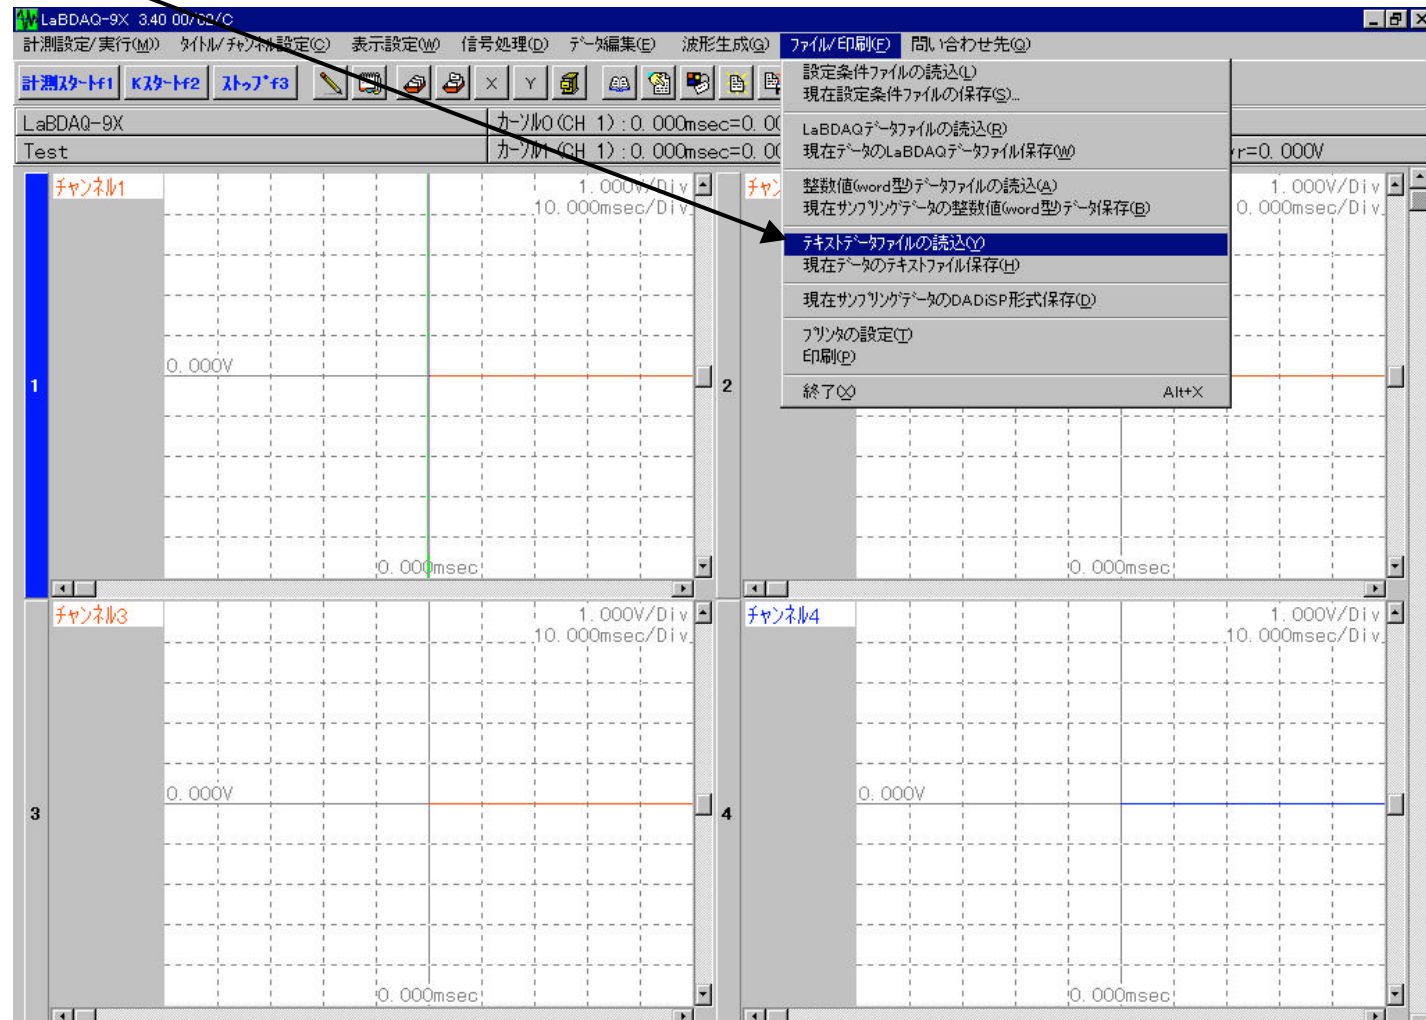 LaBDAQ-9X 3.40 00/02/C
計測設定/実行(M) ﾀｲﾄﾙ/ﾁｬﾝﾈﾙ設定(C) 表示設定(W) 信号処理(D) ﾃﾞｰﾀ編集(E) 波形生成(G) ﾌｧｲﾙ/印刷(F) 問い合わせ先(Q)
計測ｽﾀｰﾄf1 Kｽﾀｰﾄf2 ｽﾄｯﾌﾟf3 X Y
設定条件ﾌｧｲﾙの読込(L)
現在設定条件ﾌｧｲﾙの保存(S)...
LaBDAQﾃﾞｰﾀﾌｧｲﾙの読込(R)
現在ﾃﾞｰﾀのLaBDAQﾃﾞｰﾀﾌｧｲﾙ保存(W)
整数値(word型)ﾃﾞｰﾀﾌｧｲﾙの読込(A)
現在ｻﾝﾌﾟﾘﾝｸﾞﾃﾞｰﾀの整数値(word型)ﾃﾞｰﾀ保存(B)
ﾃｷｽﾄﾃﾞｰﾀﾌｧｲﾙの読込(Y)
現在ﾃﾞｰﾀのﾃｷｽﾄﾌｧｲﾙ保存(H)
現在ｻﾝﾌﾟﾘﾝｸﾞﾃﾞｰﾀのDADiSP形式保存(D)
ﾌﾟﾘﾝﾀの設定(T)
印刷(P)
終了(X) Alt+X
LaBDAQ-9X ｶｰｿﾙ0(CH 1):0.000msec=0.00
Test ｶｰｿﾙ1(CH 1):0.000msec=0.00 r=0.000V
ﾁｬﾝﾈﾙ1 1.000V/Div
10.000msec/Div
0.000V
1
0.000msec
ﾁｬﾝ 1.000V/Div
0.000msec/Div
2
0.000msec
ﾁｬﾝﾈﾙ3 1.000V/Div
10.000msec/Div
0.000V
3
0.000msec
ﾁｬﾝﾈﾙ4 1.000V/Div
10.000msec/Div
0.000V
4
0.000msec